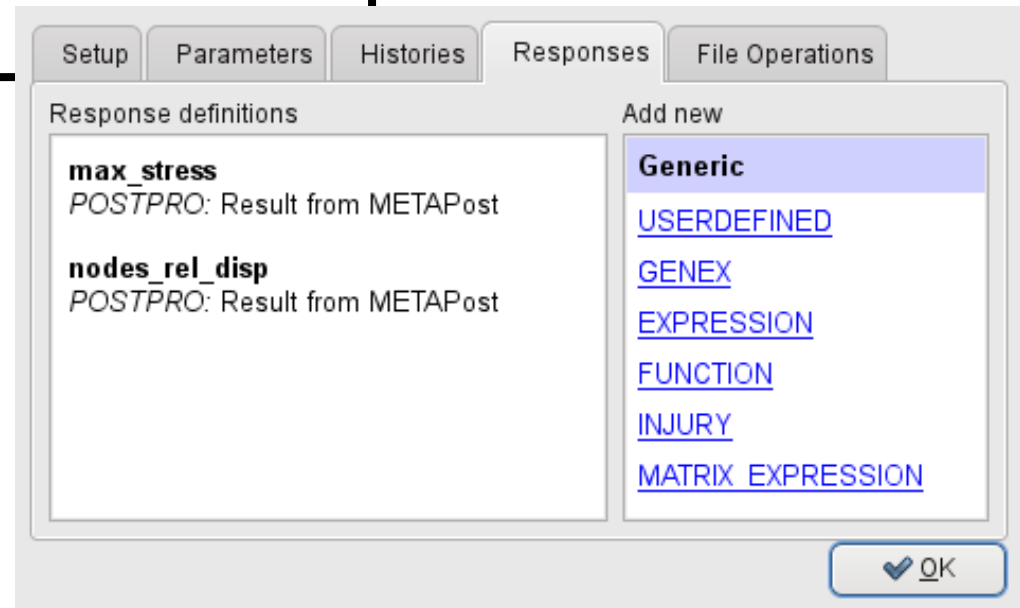 Setup Parameters Histories Responses File Operations
Response definitions
max_stress
POSTPRO: Result from METAPost
nodes_rel_disp
POSTPRO: Result from METAPost
Add new
Generic
USERDEFINED
GENEX
EXPRESSION
FUNCTION
INJURY
MATRIX_EXPRESSION
OK